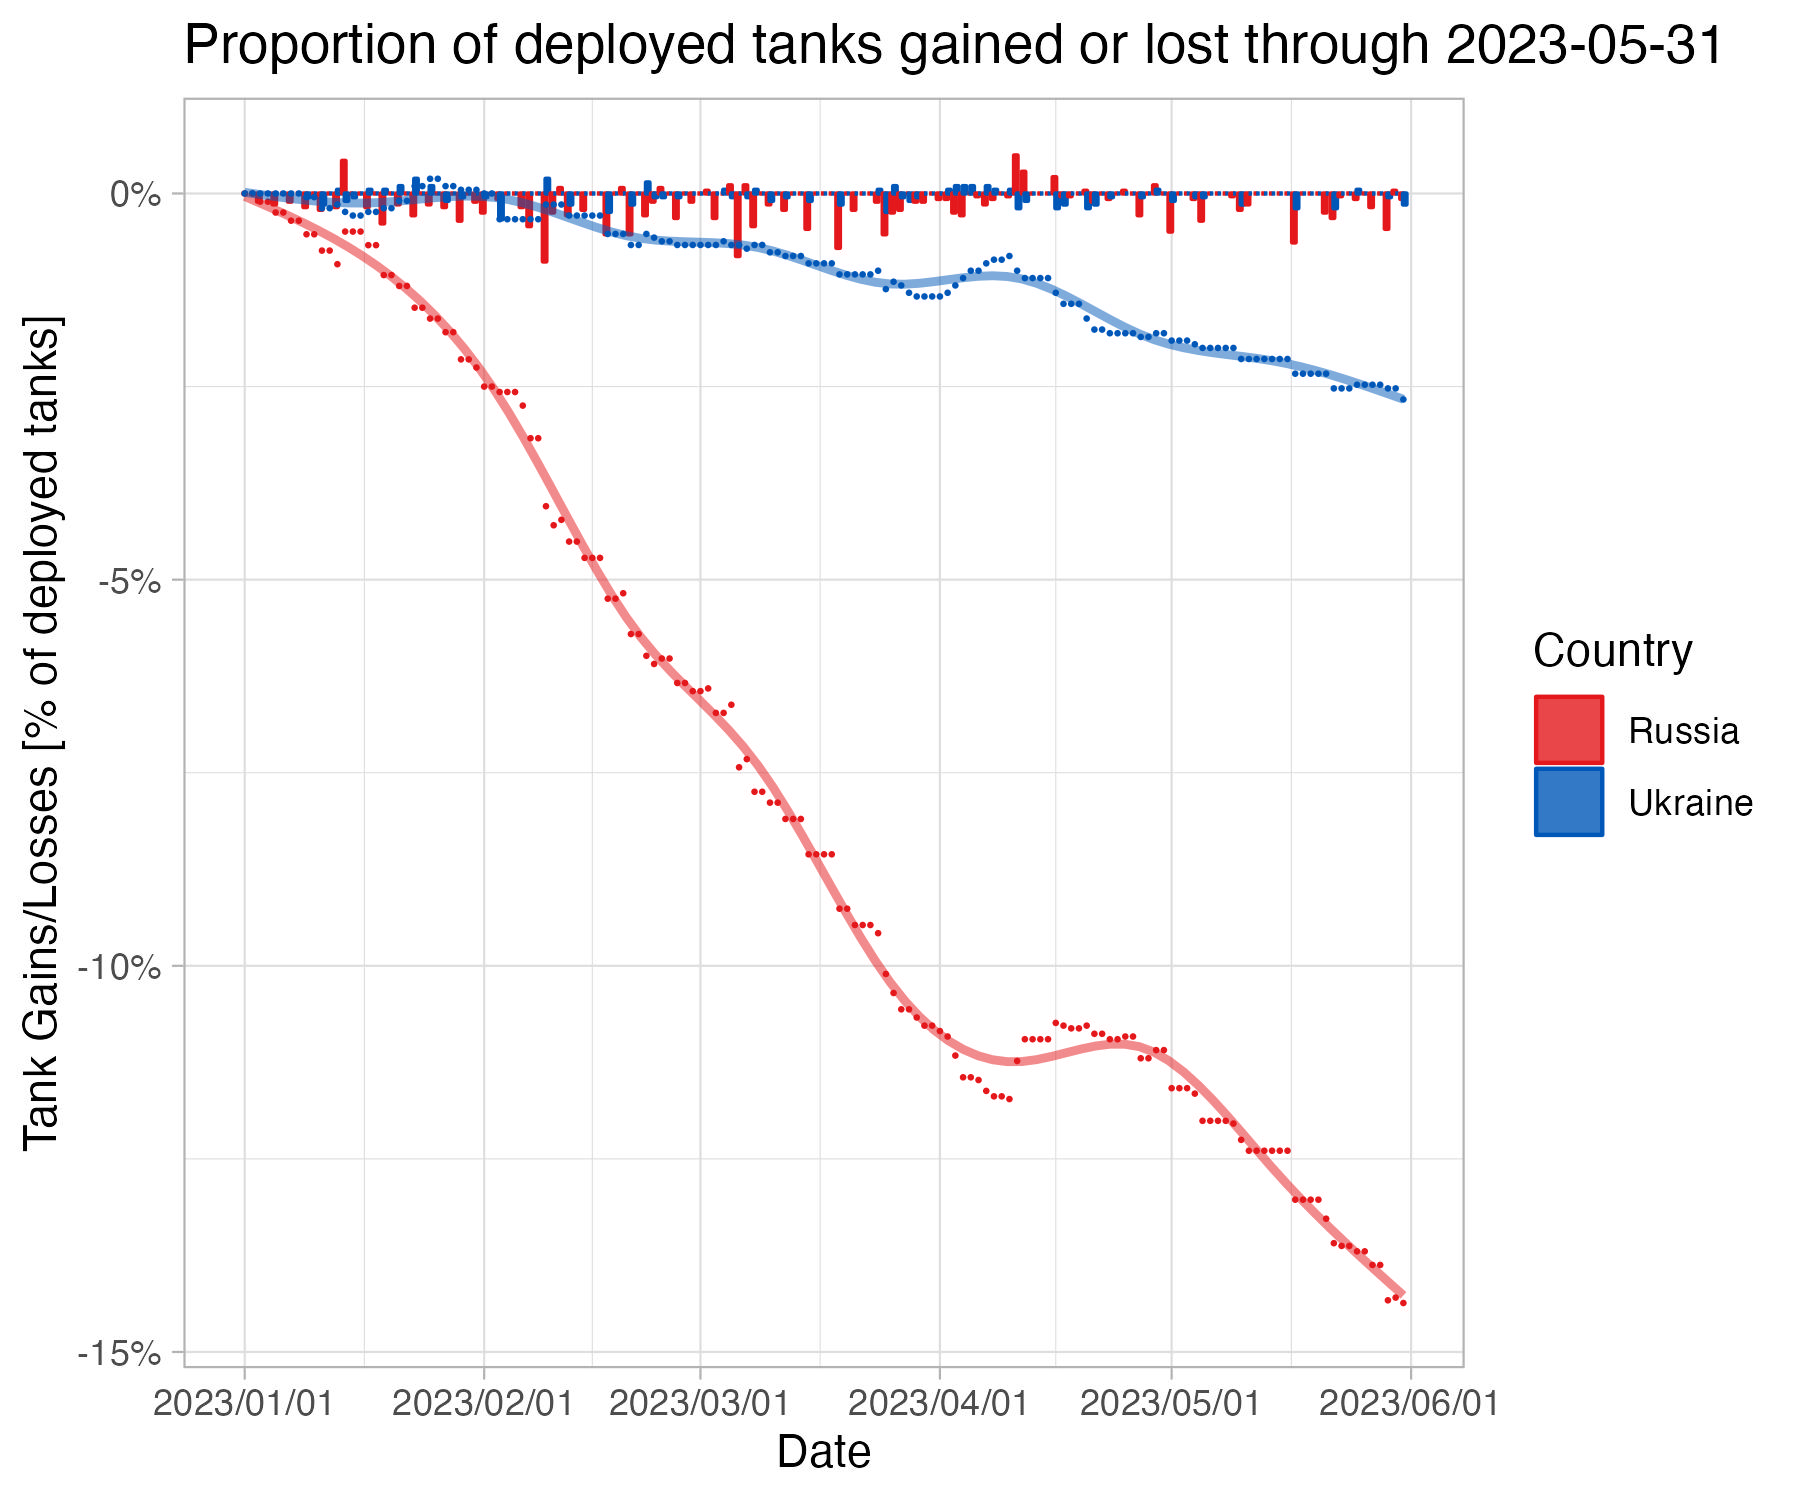 Proportion of deployed tanks gained or lost through 2023-05-31
Tank Gains/Losses [% of deployed tanks]
0%
-5%
-10%
-15%
2023/01/01 2023/02/01 2023/03/01 2023/04/01 2023/05/01 2023/06/01
Date
Country
Russia
Ukraine